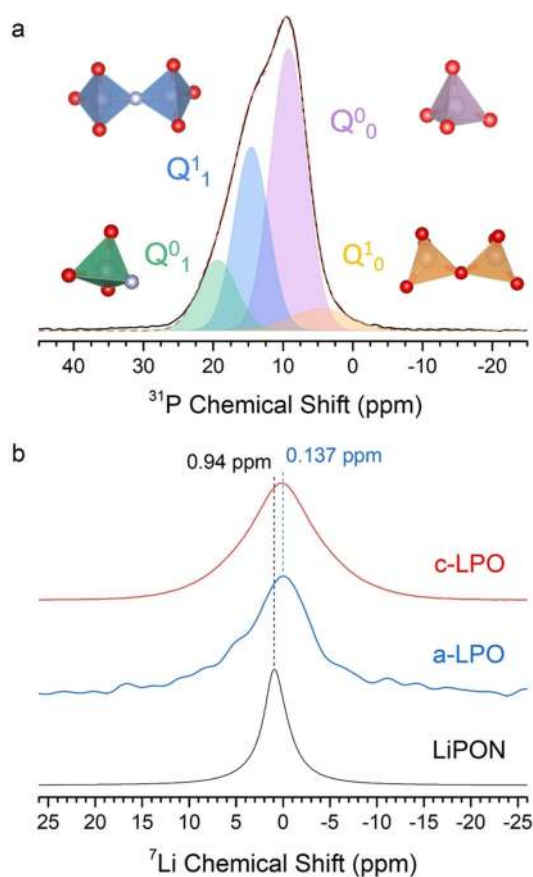 a
Q⁰₀
Q¹₁
Q⁰₁
Q¹₀
40 30 20 10 0 -10 -20
³¹P Chemical Shift (ppm)
b
0.94 ppm
0.137 ppm
c-LPO
a-LPO
LiPON
25 20 15 10 5 0 -5 -10 -15 -20 -25
⁷Li Chemical Shift (ppm)